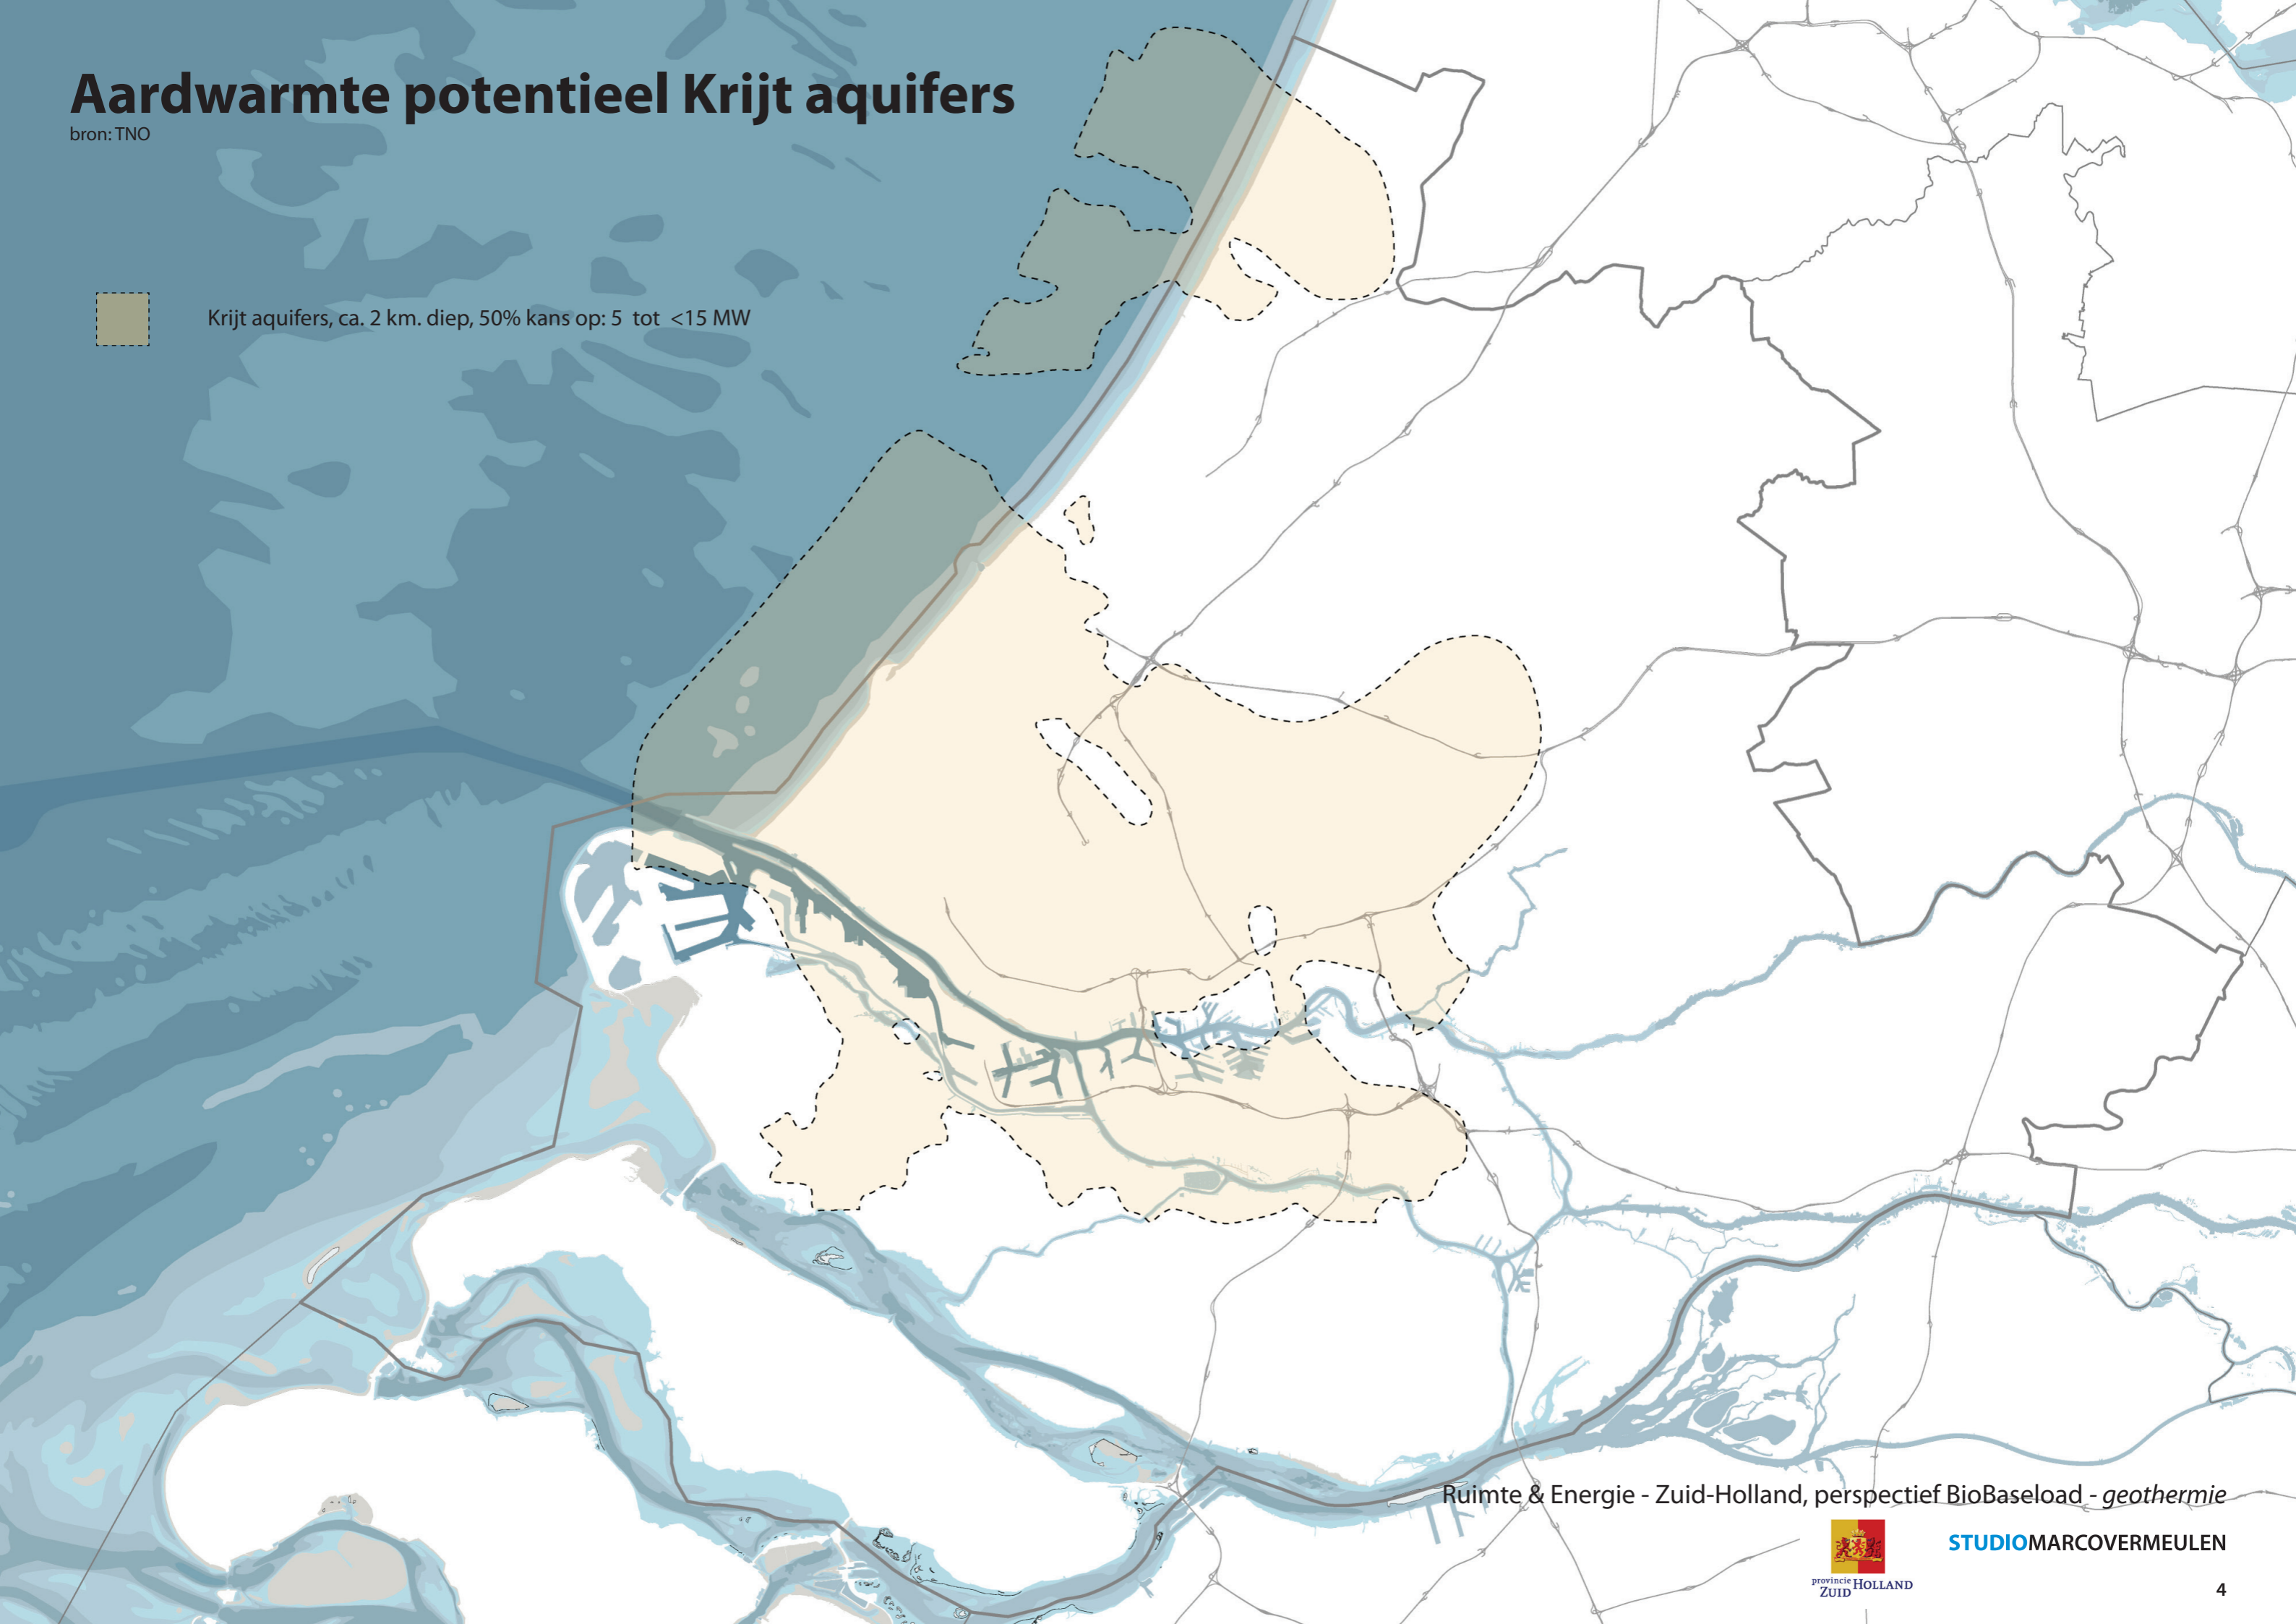 Aardwarmte potentieel Krijt aquifers
bron: TNO
Krijt aquifers, ca. 2 km. diep, 50% kans op: 5 tot <15 MW
Ruimte & Energie - Zuid-Holland, perspectief BioBaseload - geothermie
provincie HOLLAND
ZUID
STUDIOMARCOVERMEULEN
4